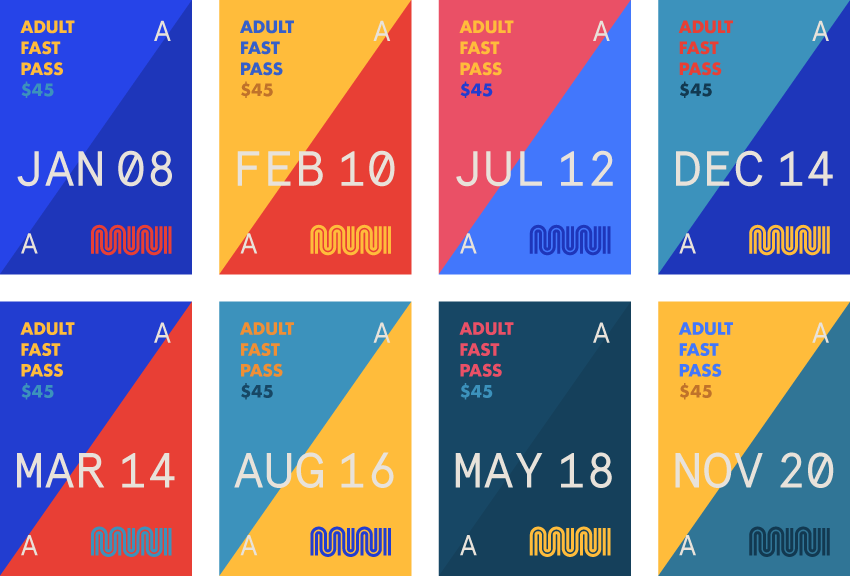 ADULT
FAST
PASS
$45
A
JAN 08
A
MUNI
ADULT
FAST
PASS
$45
A
FEB 10
A
MUNI
ADULT
FAST
PASS
$45
A
JUL 12
A
MUNI
ADULT
FAST
PASS
$45
A
DEC 14
A
MUNI
ADULT
FAST
PASS
$45
A
MAR 14
A
MUNI
ADULT
FAST
PASS
$45
A
AUG 16
A
MUNI
ADULT
FAST
PASS
$45
A
MAY 18
A
MUNI
ADULT
FAST
PASS
$45
A
NOV 20
A
MUNI